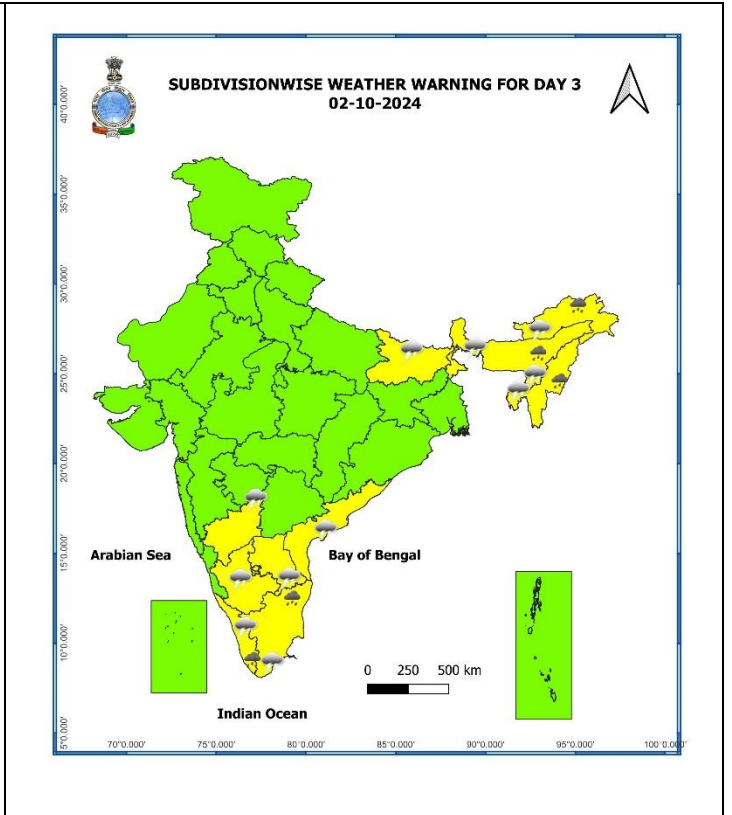 SUBDIVISIONWISE WEATHER WARNING FOR DAY 3
02-10-2024
40°0.000'
35°0.000'
30°0.000'
25°0.000'
20°0.000'
Arabian Sea
Bay of Bengal
15°0.000'
10°0.000'
0 250 500 km
Indian Ocean
5°0.000'
70°0.000' 75°0.000' 80°0.000' 85°0.000' 90°0.000' 95°0.000' 100°0.000'